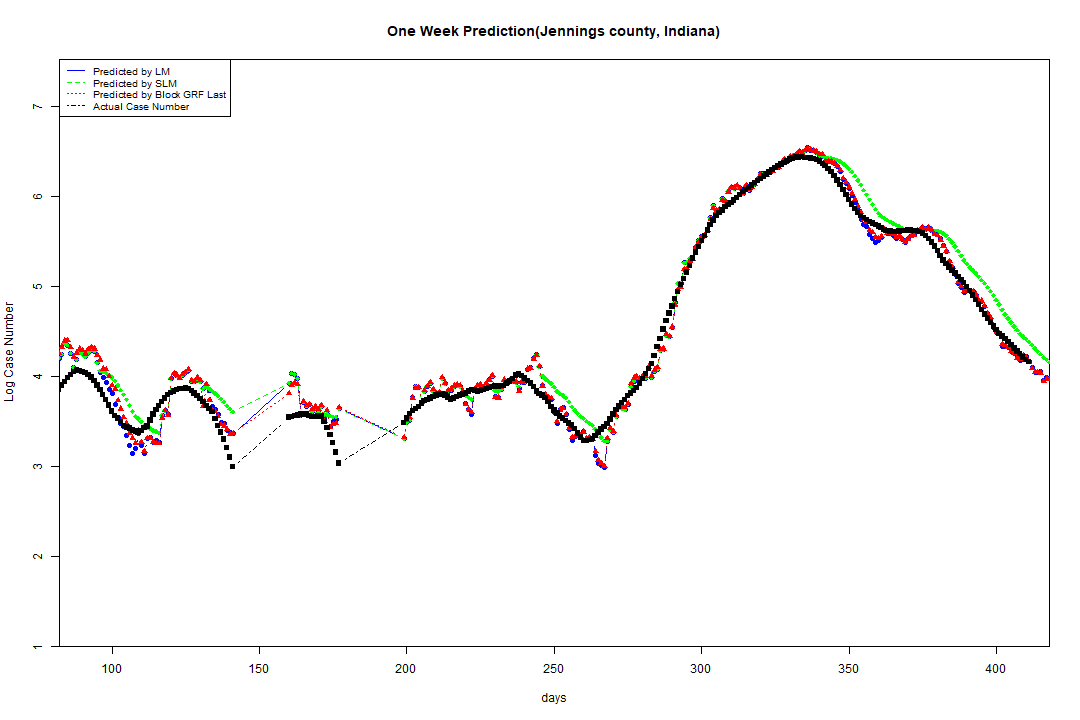 One Week Prediction(Jennings county, Indiana)
Predicted by LM
Predicted by SLM
Predicted by Block GRF Last
Actual Case Number
7
6
5
4
3
2
1
Log Case Number
100 150 200 250 300 350 400
days